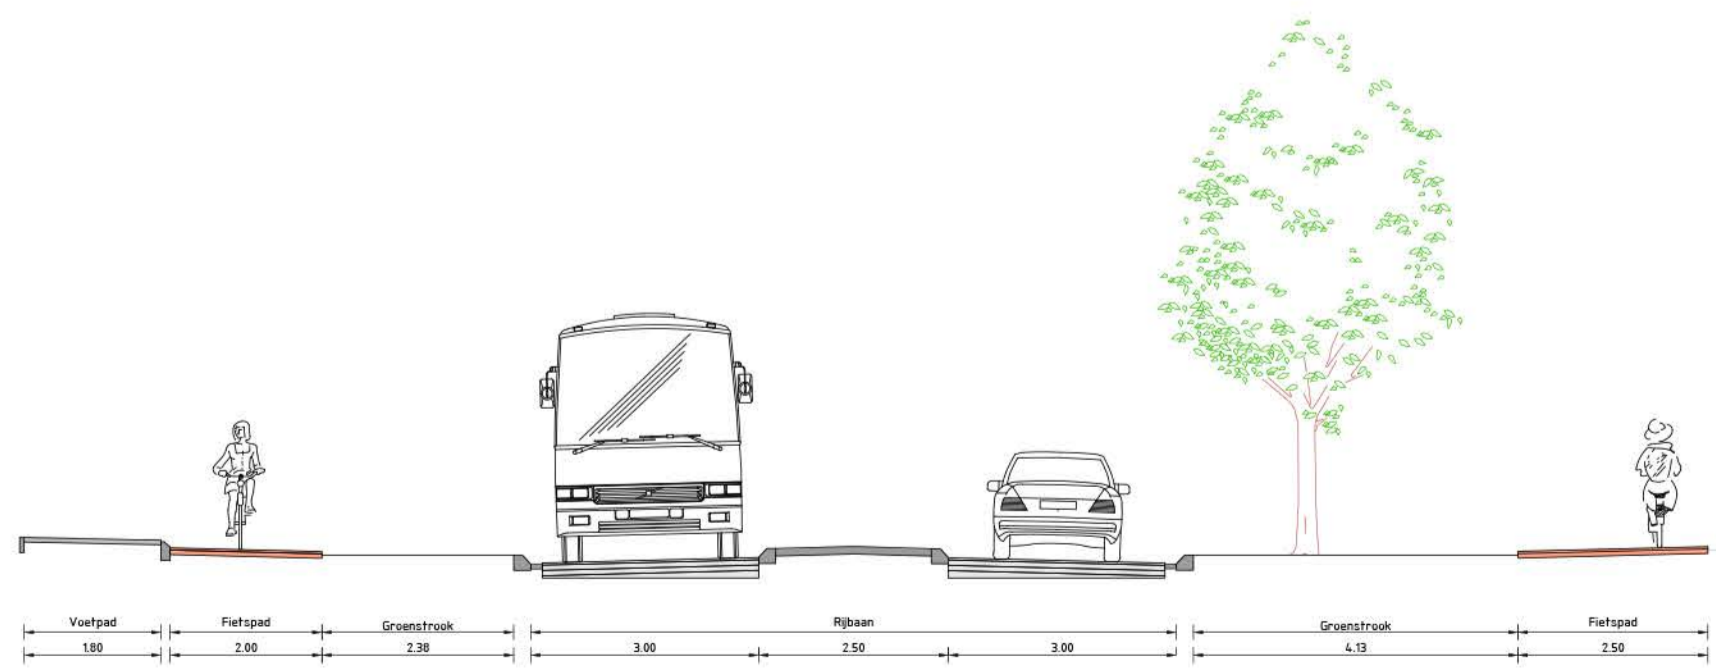 Voetpad Fietspad Groenstrook Rijbaan Groenstrook Fietspad
1.80 2.00 2.38 3.00 2.50 3.00 4.13 2.50